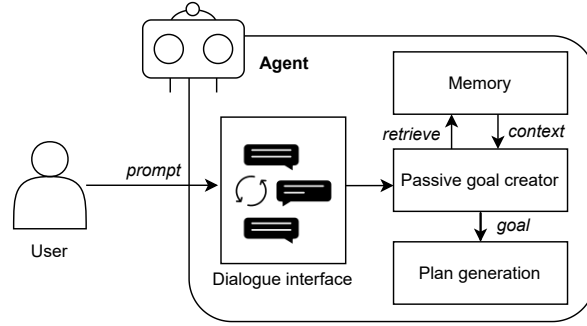 Agent
Memory
retrieve
context
prompt
Passive goal creator
goal
User
Dialogue interface
Plan generation